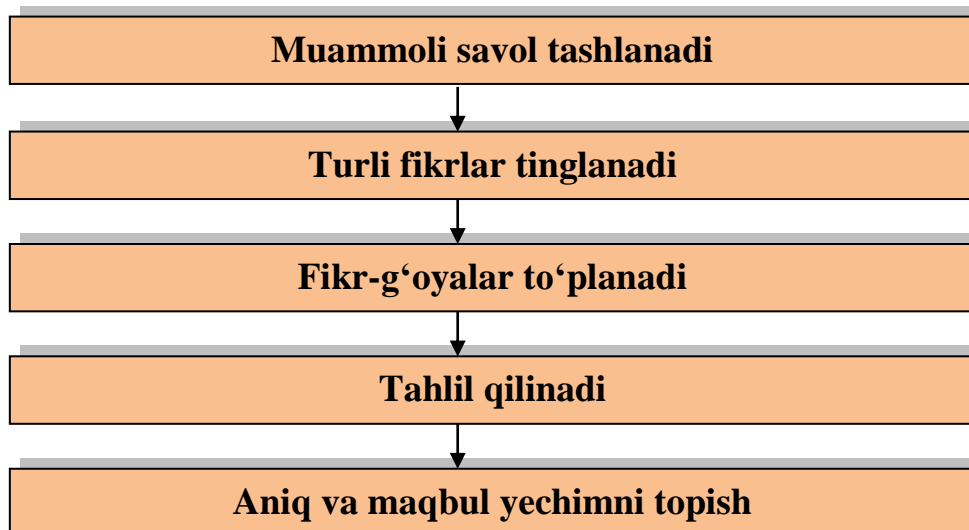 Muammoli savol tashlanadi
Turli fikrlar tinglanadi
Fikr-g‘oyalar to‘planadi
Tahlil qilinadi
Aniq va maqbul yechimni topish